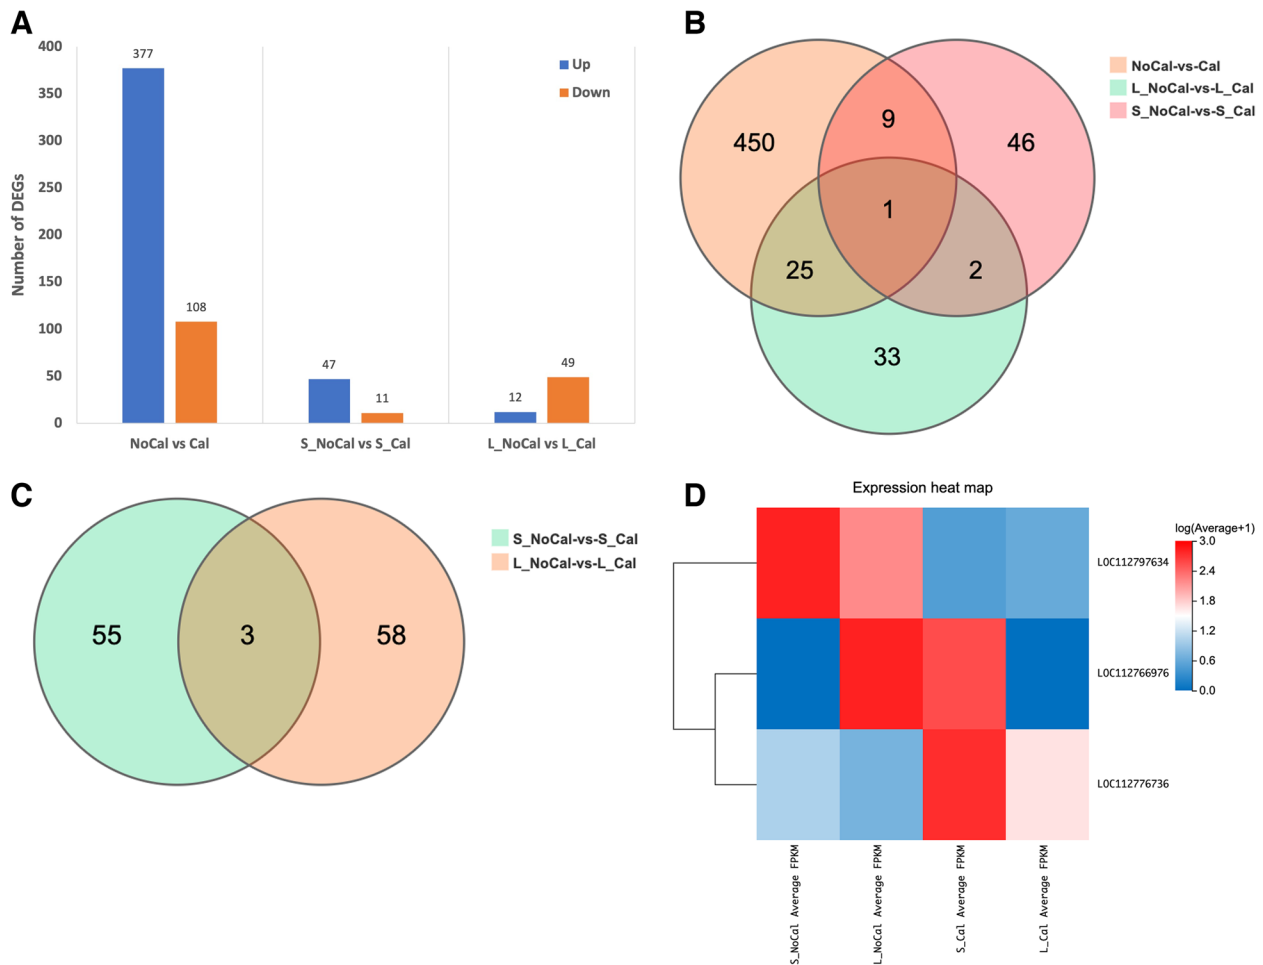 A
400
350
300
250
200
150
100
50
0
Number of DEGs
377
108
47
11
12
49
Up
Down
NoCal vs Cal
S_NoCal vs S_Cal
L_NoCal vs L_Cal
B
450
9
46
1
25
2
33
NoCal-vs-Cal
L_NoCal-vs-L_Cal
S_NoCal-vs-S_Cal
C
55
3
58
S_NoCal-vs-S_Cal
L_NoCal-vs-L_Cal
D
Expression heat map
LOC112797634
LOC112766976
LOC112776736
S_NoCal Average FPKM
L_NoCal Average FPKM
S_Cal Average FPKM
L_Cal Average FPKM
log(Average+1)
3.0
2.4
1.8
1.2
0.6
0.0